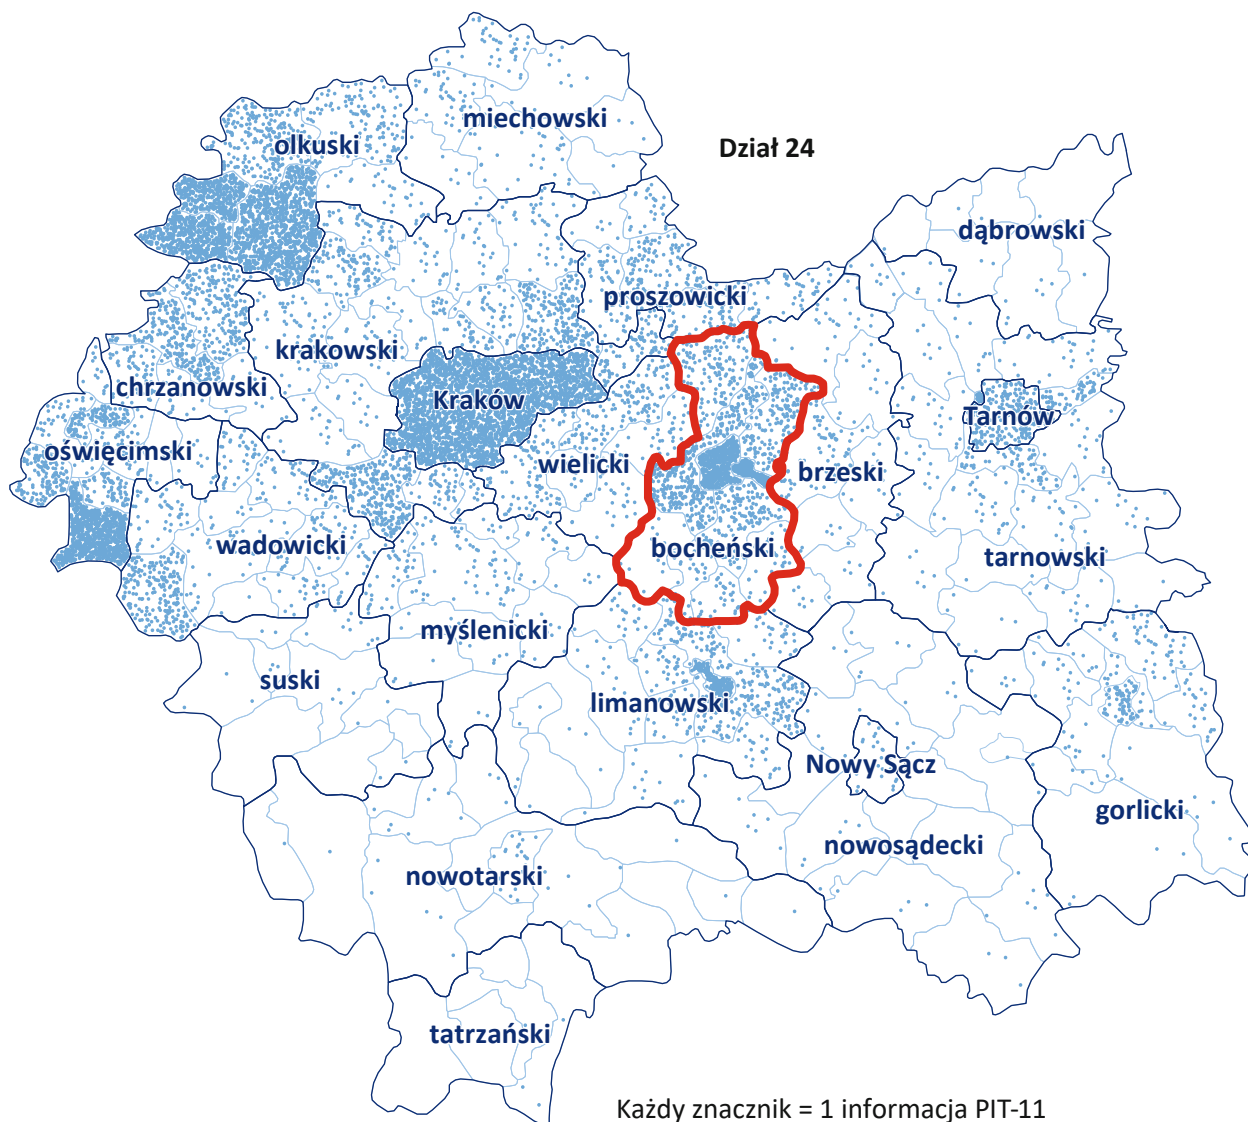 miechowski
Dział 24
olkuski
dąbrowski
proszowicki
krakowski
chrzanowski
Kraków
Tarnów
oświęcimski
wielicki
brzeski
wadowicki
bocheński
tarnowski
myślenicki
suski
limanowski
Nowy Sącz
gorlicki
nowosądecki
nowotarski
tatrzański
Każdy znacznik = 1 informacja PIT-11